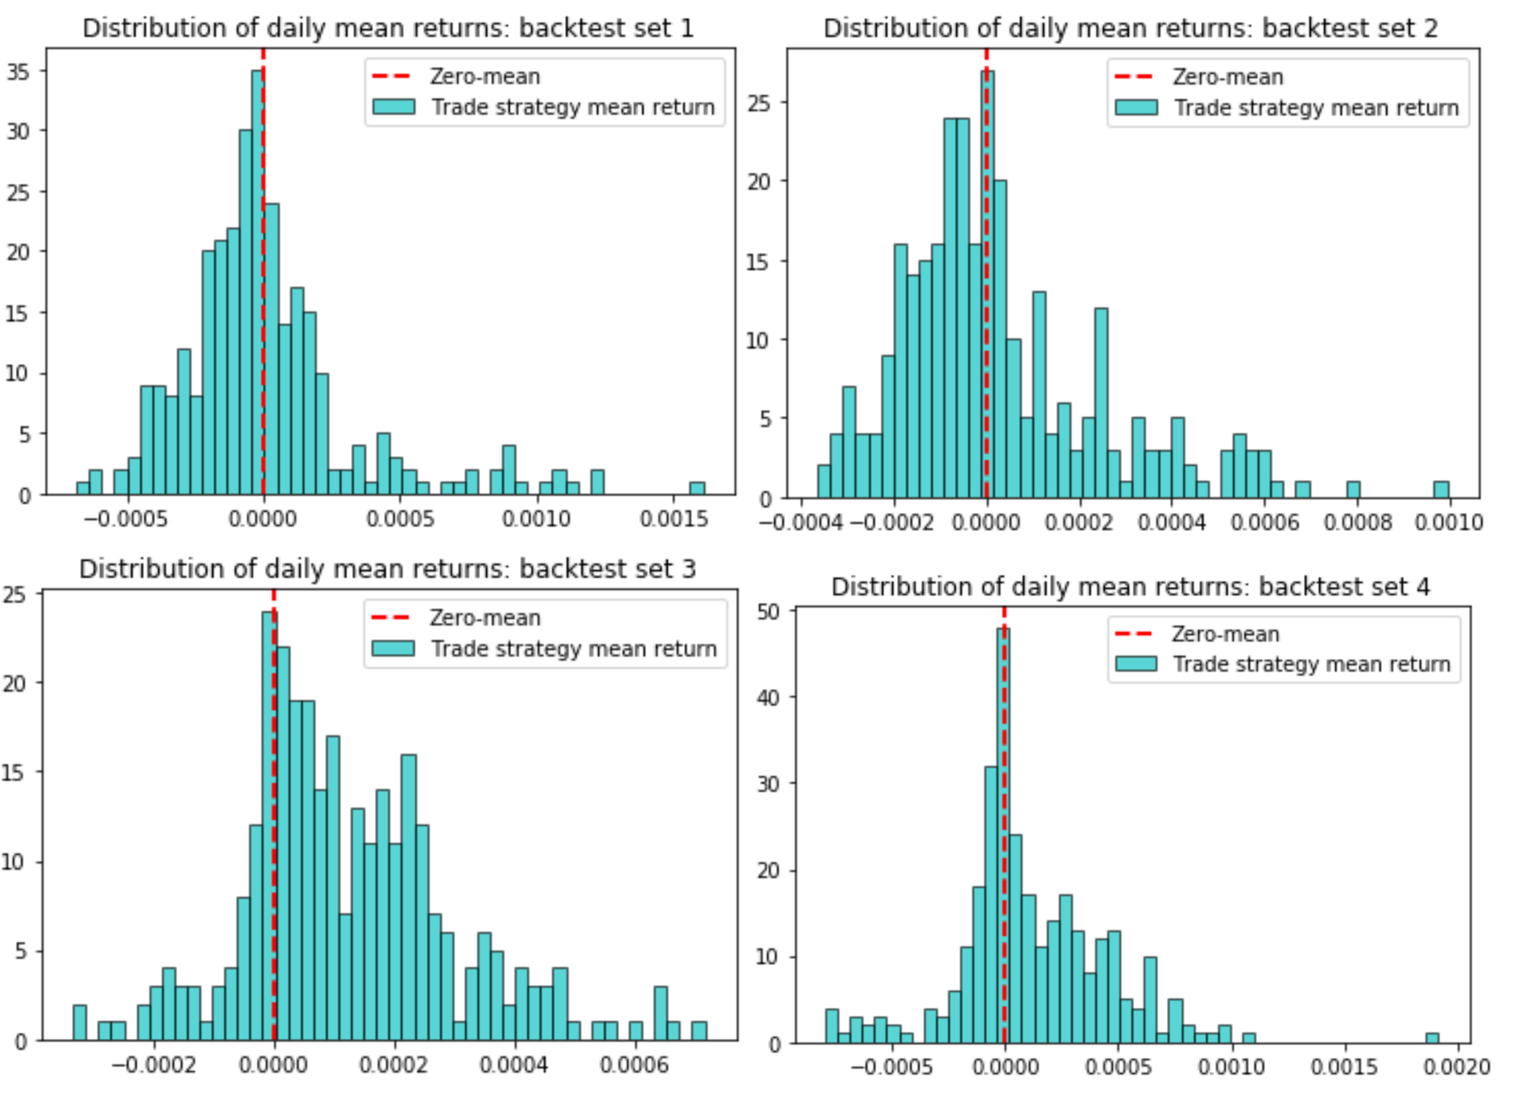 Distribution of daily mean returns: backtest set 1
Zero-mean
Trade strategy mean return
35
30
25
20
15
10
5
0
−0.0005 0.0000 0.0005 0.0010 0.0015
Distribution of daily mean returns: backtest set 2
Zero-mean
Trade strategy mean return
25
20
15
10
5
0
−0.0004 −0.0002 0.0000 0.0002 0.0004 0.0006 0.0008 0.0010
Distribution of daily mean returns: backtest set 3
Zero-mean
Trade strategy mean return
25
20
15
10
5
0
−0.0002 0.0000 0.0002 0.0004 0.0006
Distribution of daily mean returns: backtest set 4
Zero-mean
Trade strategy mean return
50
40
30
20
10
0
−0.0005 0.0000 0.0005 0.0010 0.0015 0.0020